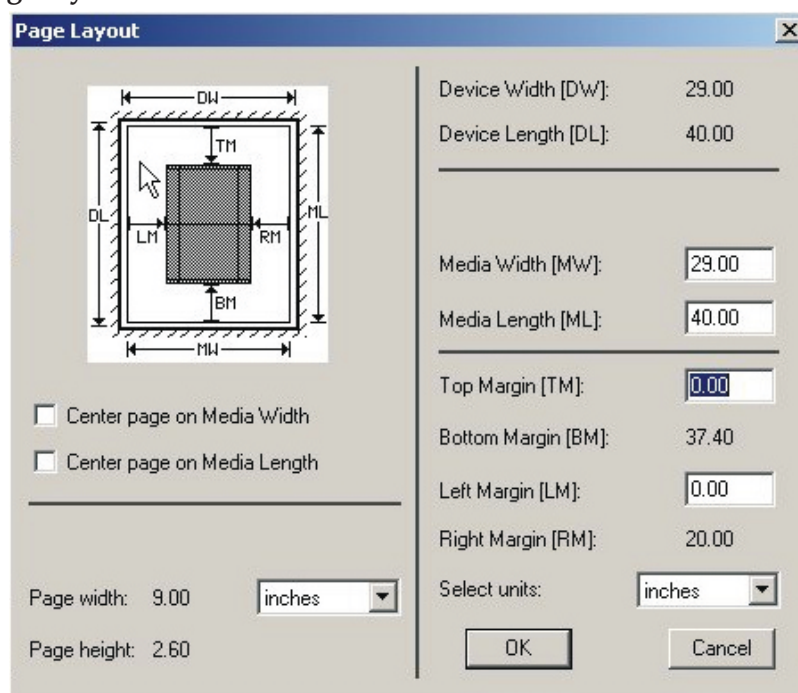 Page Layout
DW
TM
DL
ML
LM
RM
BM
MW
Center page on Media Width
Center page on Media Length
Page width: 9.00 inches
Page height: 2.60
Device Width [DW]: 29.00
Device Length [DL]: 40.00
Media Width [MW]: 29.00
Media Length [ML]: 40.00
Top Margin [TM]: 0.00
Bottom Margin [BM]: 37.40
Left Margin [LM]: 0.00
Right Margin [RM]: 20.00
Select units: inches
OK Cancel